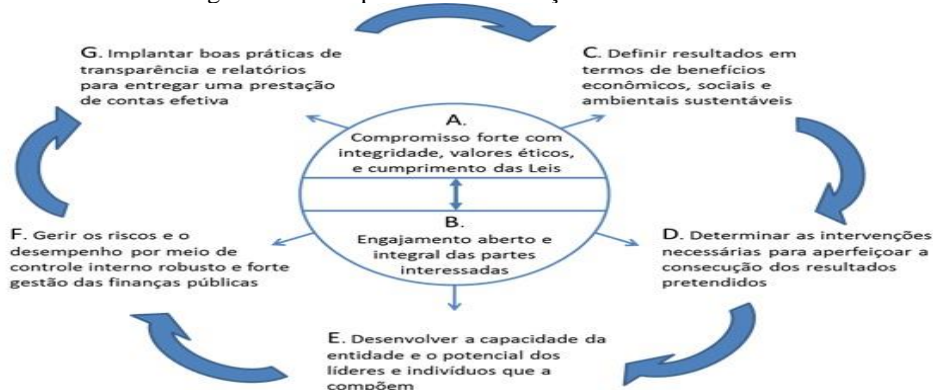 G. Implantar boas práticas de
transparência e relatórios
para entregar uma prestação
de contas efetiva
C. Definir resultados em
termos de benefícios
econômicos, sociais e
ambientais sustentáveis
A.
Compromisso forte com
integridade, valores éticos,
e cumprimento das Leis
B.
Engajamento aberto e
integral das partes
interessadas
F. Gerir os riscos e o
desempenho por meio de
controle interno robusto e forte
gestão das finanças públicas
D. Determinar as intervenções
necessárias para aperfeiçoar a
consecução dos resultados
pretendidos
E. Desenvolver a capacidade da
entidade e o potencial dos
líderes e indivíduos que a
compõem